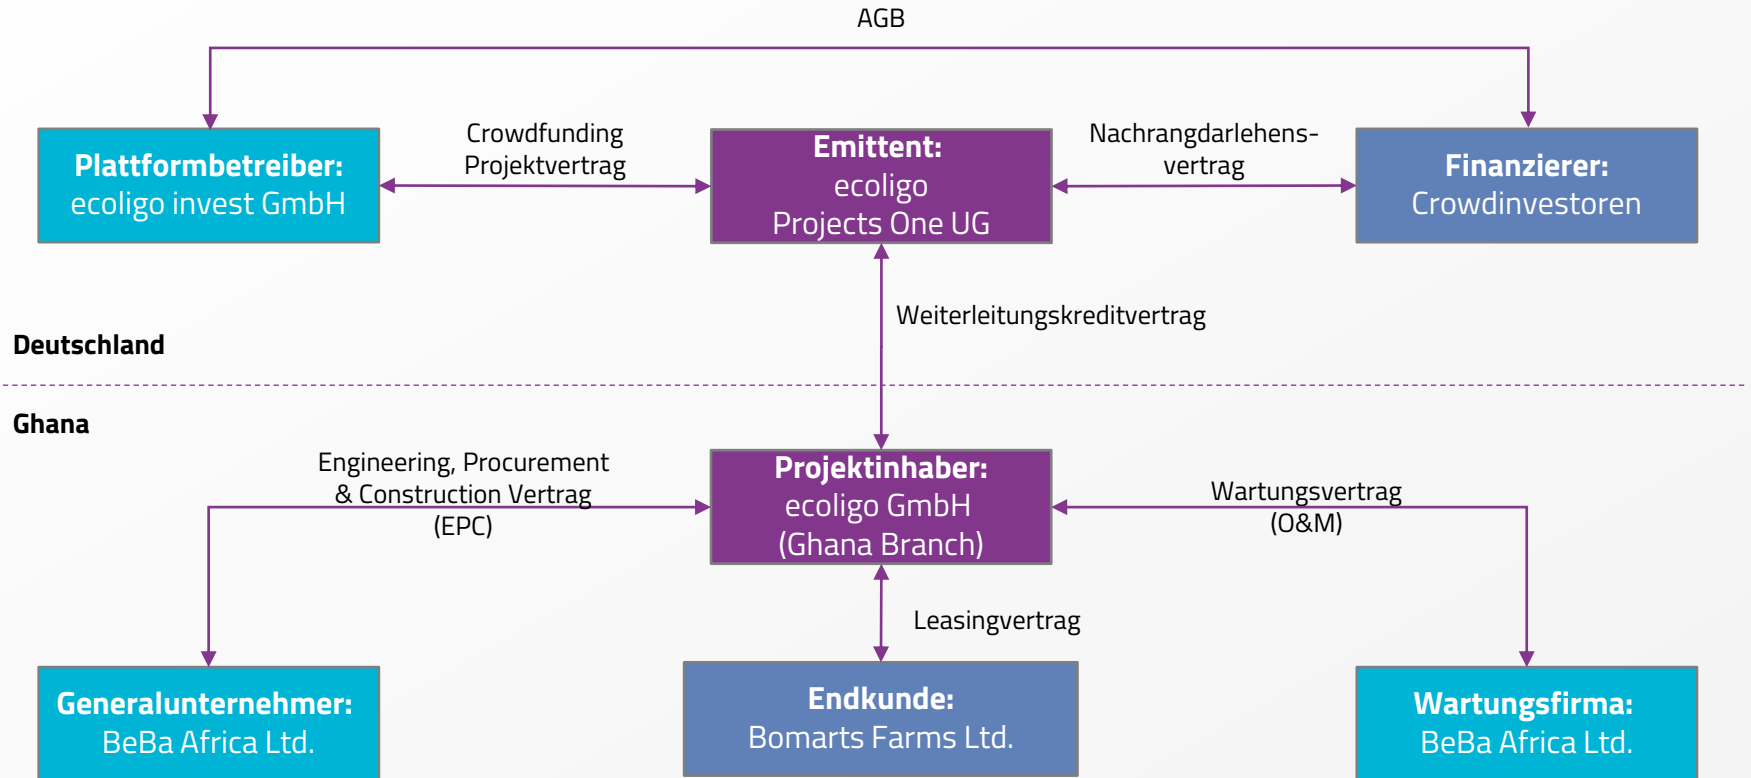 AGB
Plattformbetreiber:
ecoligo invest GmbH
Crowdfunding
Projektvertrag
Emittent:
ecoligo
Projects One UG
Nachrangdarlehens-
vertrag
Finanzierer:
Crowdinvestoren
Weiterleitungskreditvertrag
Deutschland
Ghana
Engineering, Procurement
& Construction Vertrag
(EPC)
Projektinhaber:
ecoligo GmbH
(Ghana Branch)
Wartungsvertrag
(O&M)
Leasingvertrag
Generalunternehmer:
BeBa Africa Ltd.
Endkunde:
Bomarts Farms Ltd.
Wartungsfirma:
BeBa Africa Ltd.